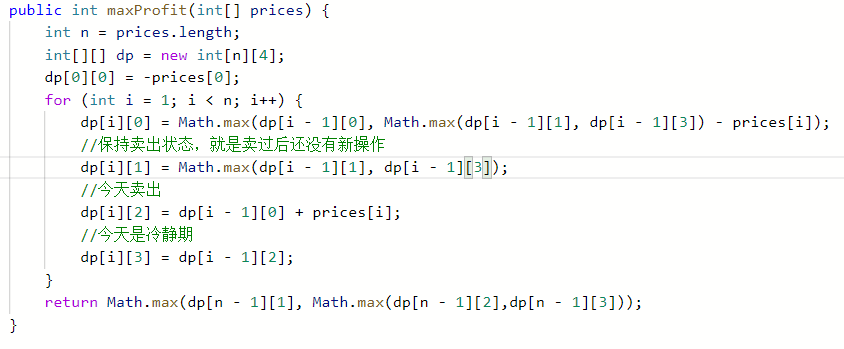 public int maxProfit(int[] prices) {
    int n = prices.length;
    int[][] dp = new int[n][4];
    dp[0][0] = -prices[0];
    for (int i = 1; i < n; i++) {
        dp[i][0] = Math.max(dp[i - 1][0], Math.max(dp[i - 1][1], dp[i - 1][3]) - prices[i]);
        //保持卖出状态，就是卖过后还没有新操作
        dp[i][1] = Math.max(dp[i - 1][1], dp[i - 1][3]);
        //今天卖出
        dp[i][2] = dp[i - 1][0] + prices[i];
        //今天是冷静期
        dp[i][3] = dp[i - 1][2];
    }
    return Math.max(dp[n - 1][1], Math.max(dp[n - 1][2],dp[n - 1][3]));
}